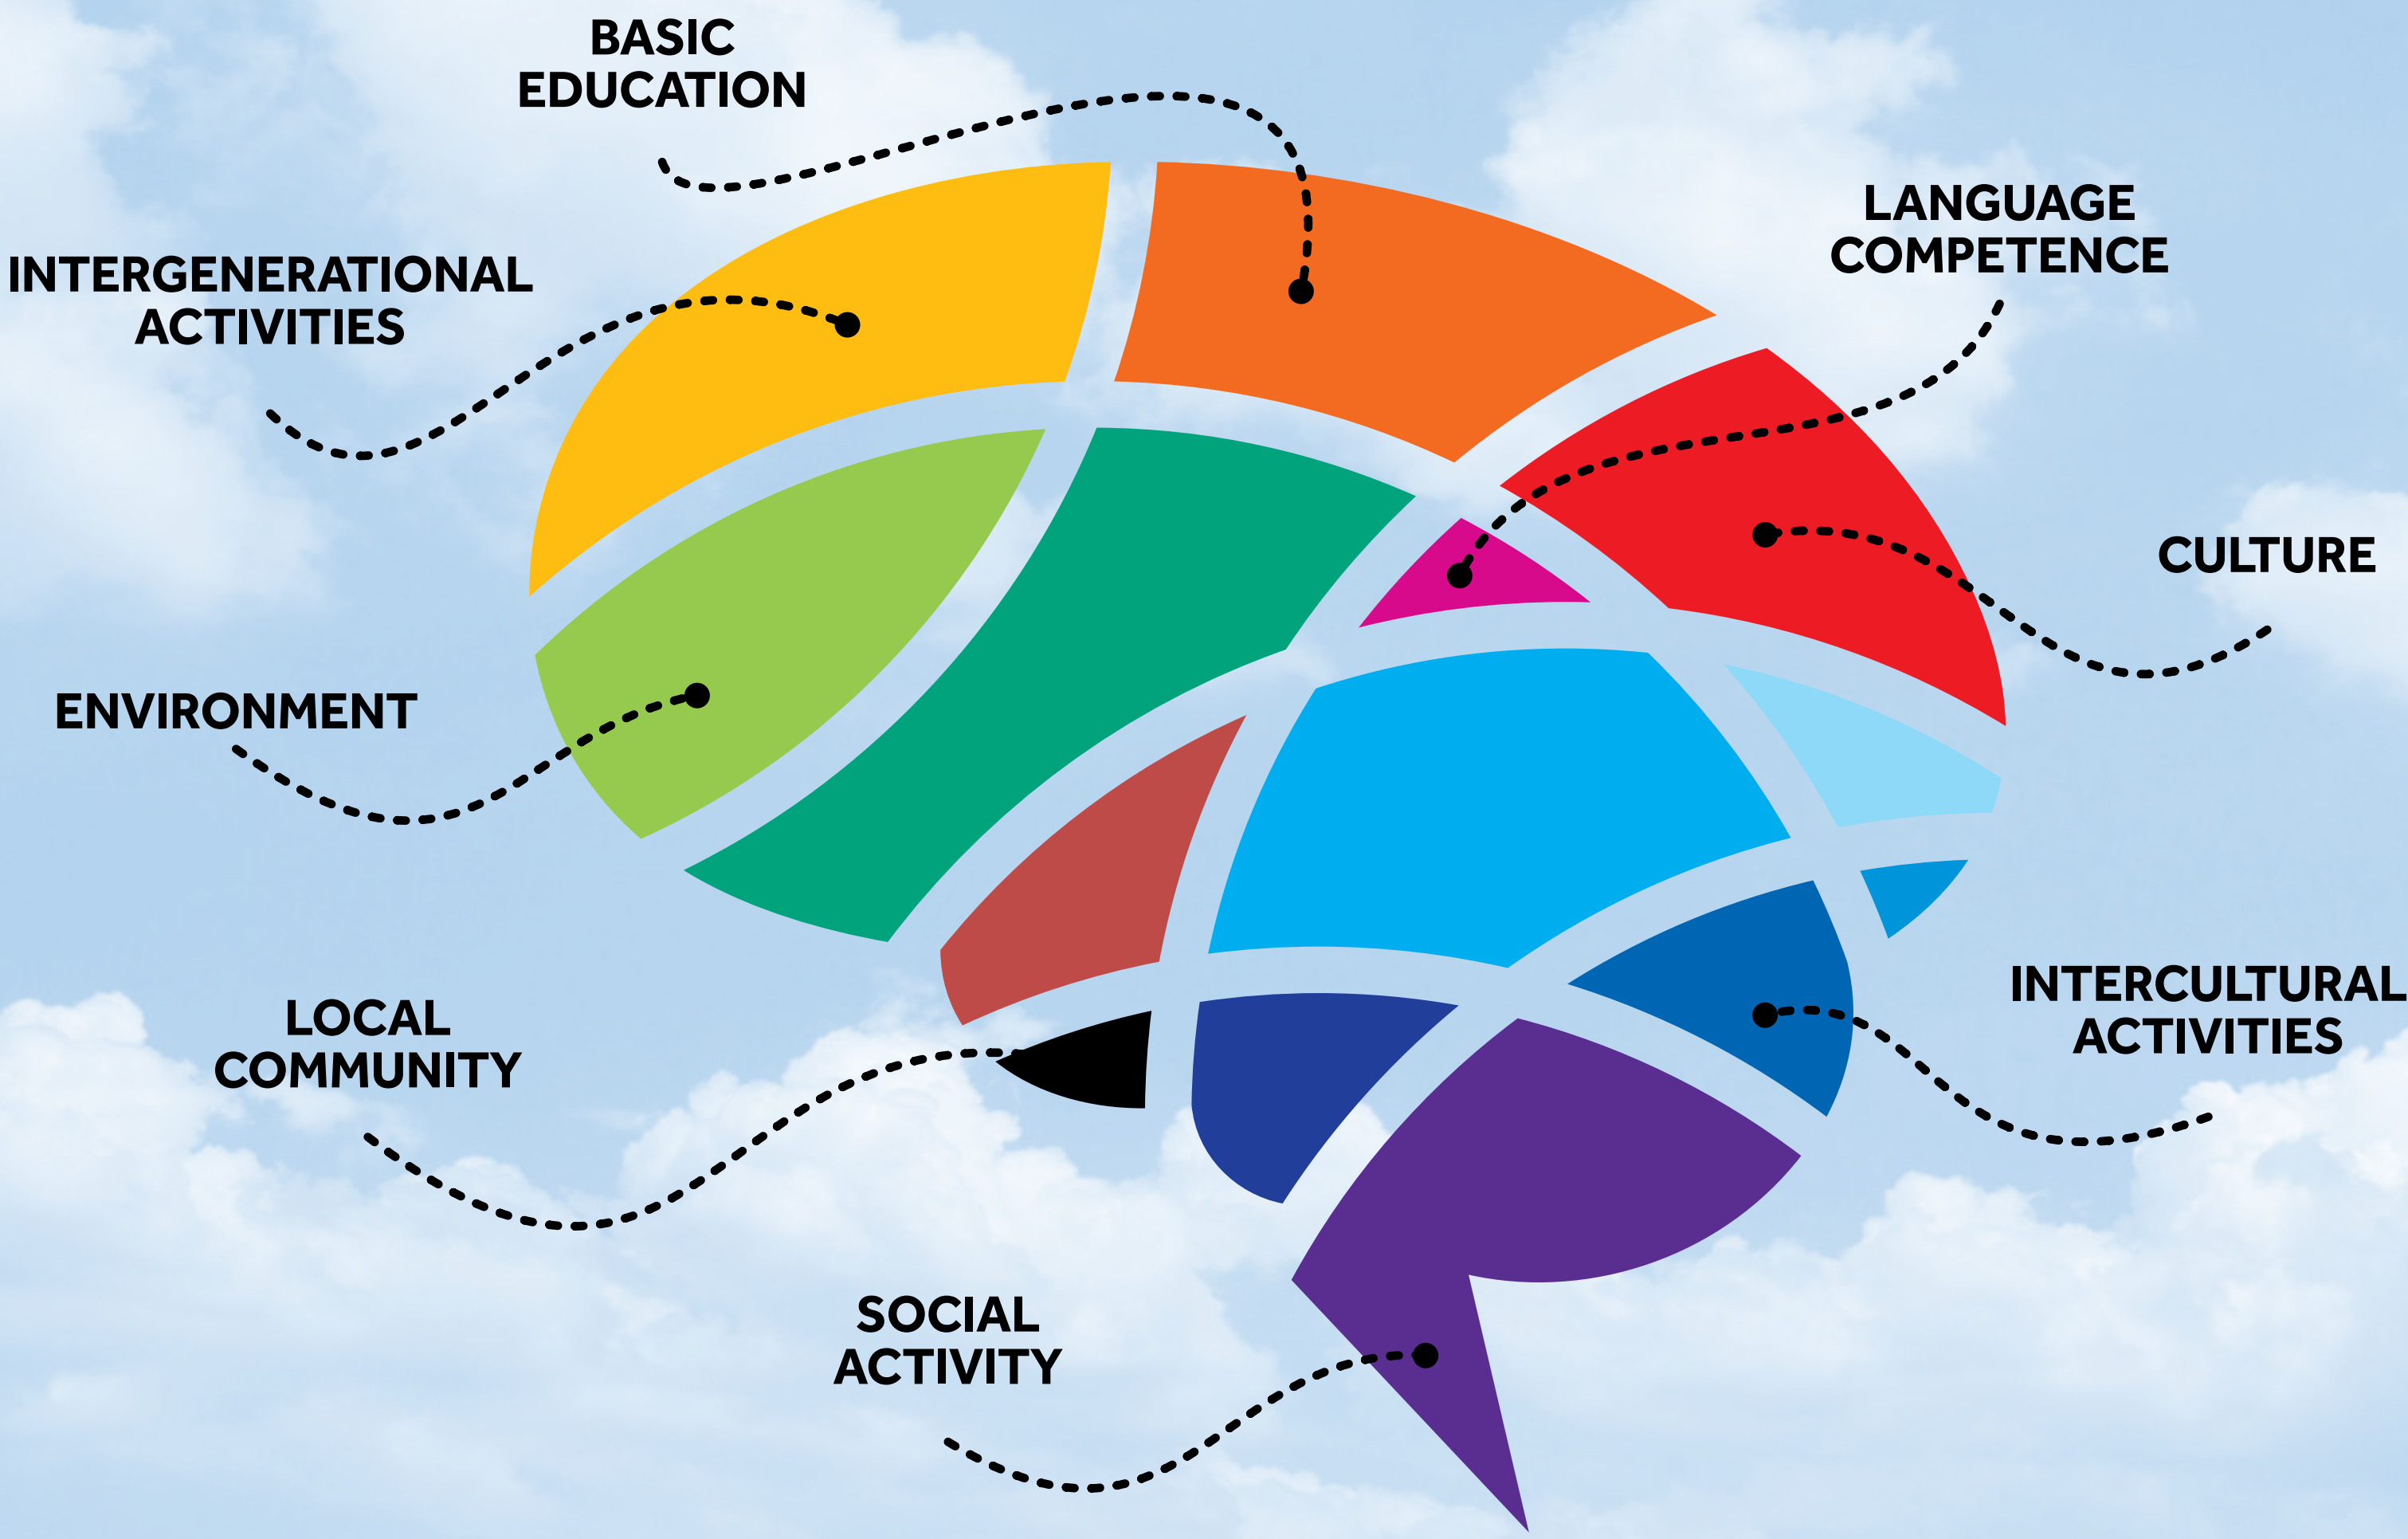 BASIC
EDUCATION
LANGUAGE
COMPETENCE
INTERGENERATIONAL
ACTIVITIES
CULTURE
ENVIRONMENT
INTERCULTURAL
ACTIVITIES
LOCAL
COMMUNITY
SOCIAL
ACTIVITY